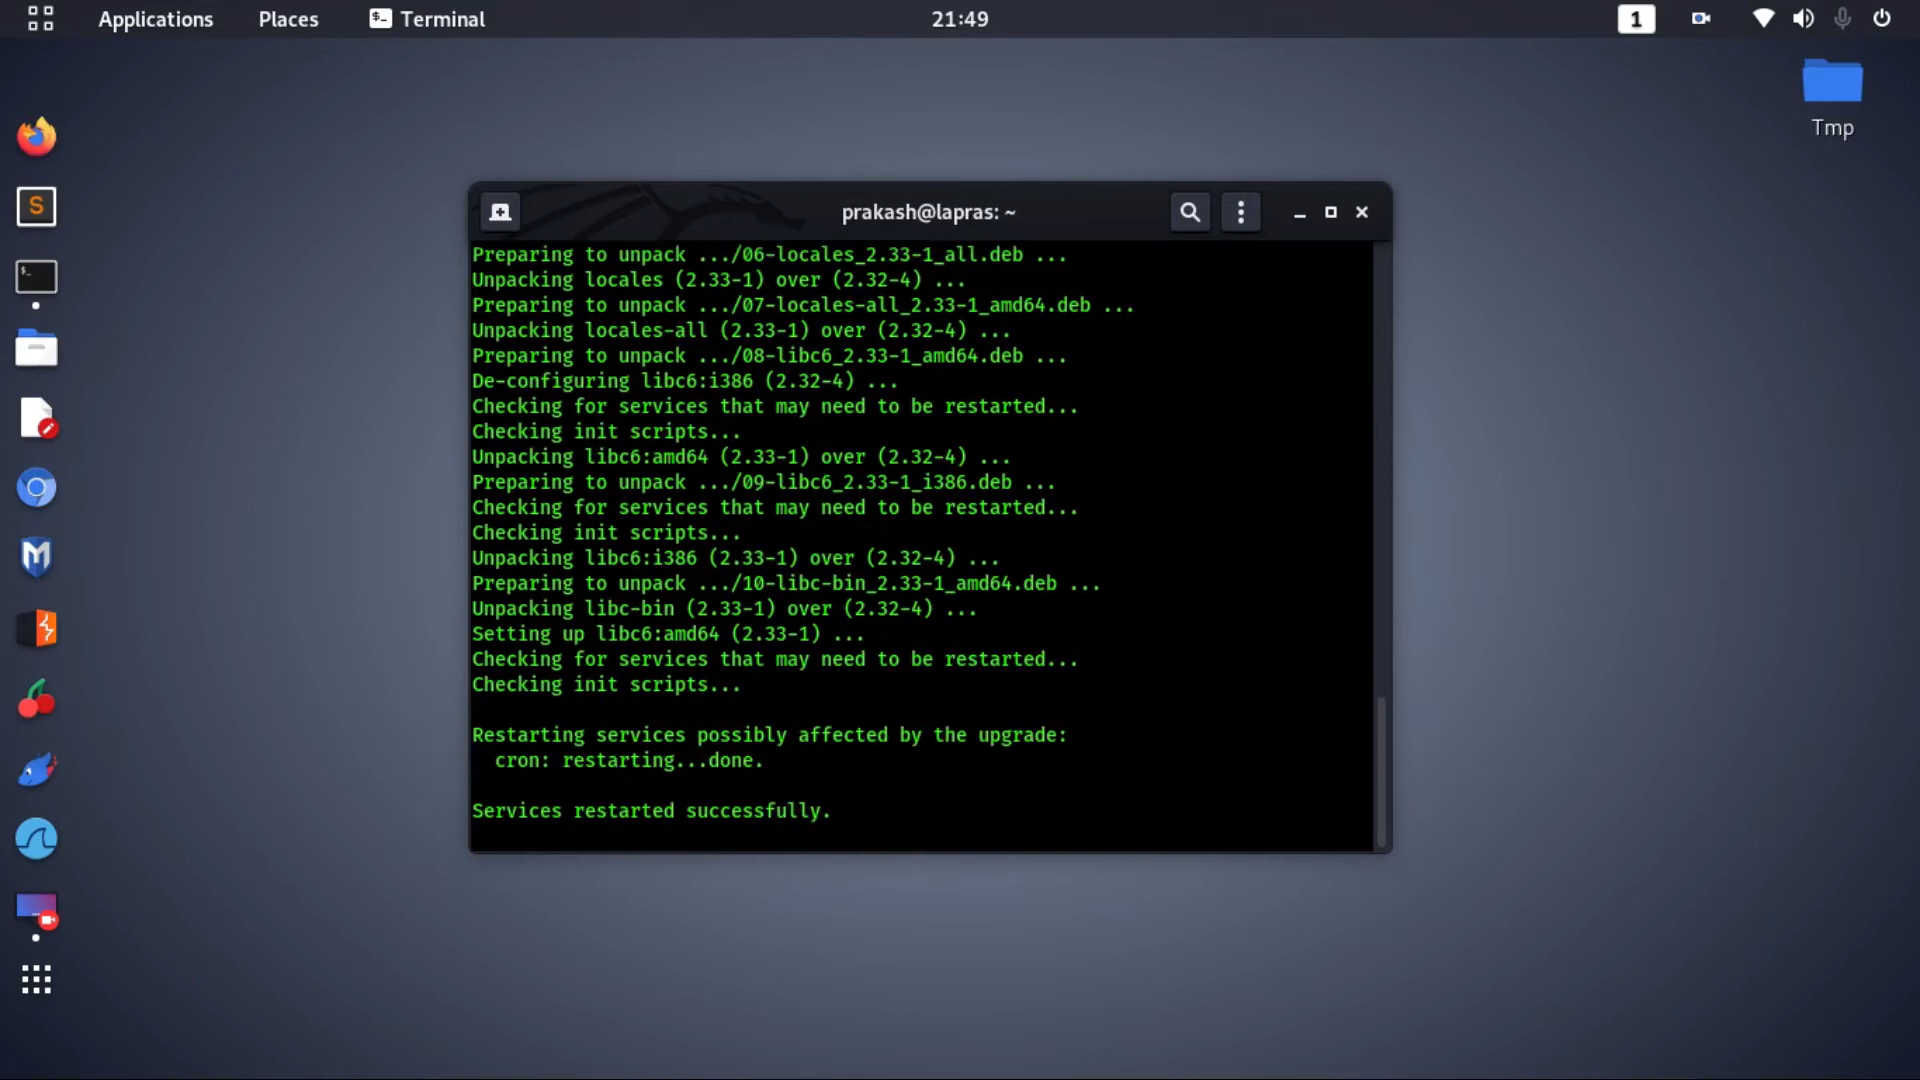 Applications Places Terminal 21:49 1
Tmp
prakash@lapras: ~
Preparing to unpack .../06-locales_2.33-1_all.deb ...
Unpacking locales (2.33-1) over (2.32-4) ...
Preparing to unpack .../07-locales-all_2.33-1_amd64.deb ...
Unpacking locales-all (2.33-1) over (2.32-4) ...
Preparing to unpack .../08-libc6_2.33-1_amd64.deb ...
De-configuring libc6:i386 (2.32-4) ...
Checking for services that may need to be restarted...
Checking init scripts...
Unpacking libc6:amd64 (2.33-1) over (2.32-4) ...
Preparing to unpack .../09-libc6_2.33-1_i386.deb ...
Checking for services that may need to be restarted...
Checking init scripts...
Unpacking libc6:i386 (2.33-1) over (2.32-4) ...
Preparing to unpack .../10-libc-bin_2.33-1_amd64.deb ...
Unpacking libc-bin (2.33-1) over (2.32-4) ...
Setting up libc6:amd64 (2.33-1) ...
Checking for services that may need to be restarted...
Checking init scripts...
Restarting services possibly affected by the upgrade:
cron: restarting...done.
Services restarted successfully.